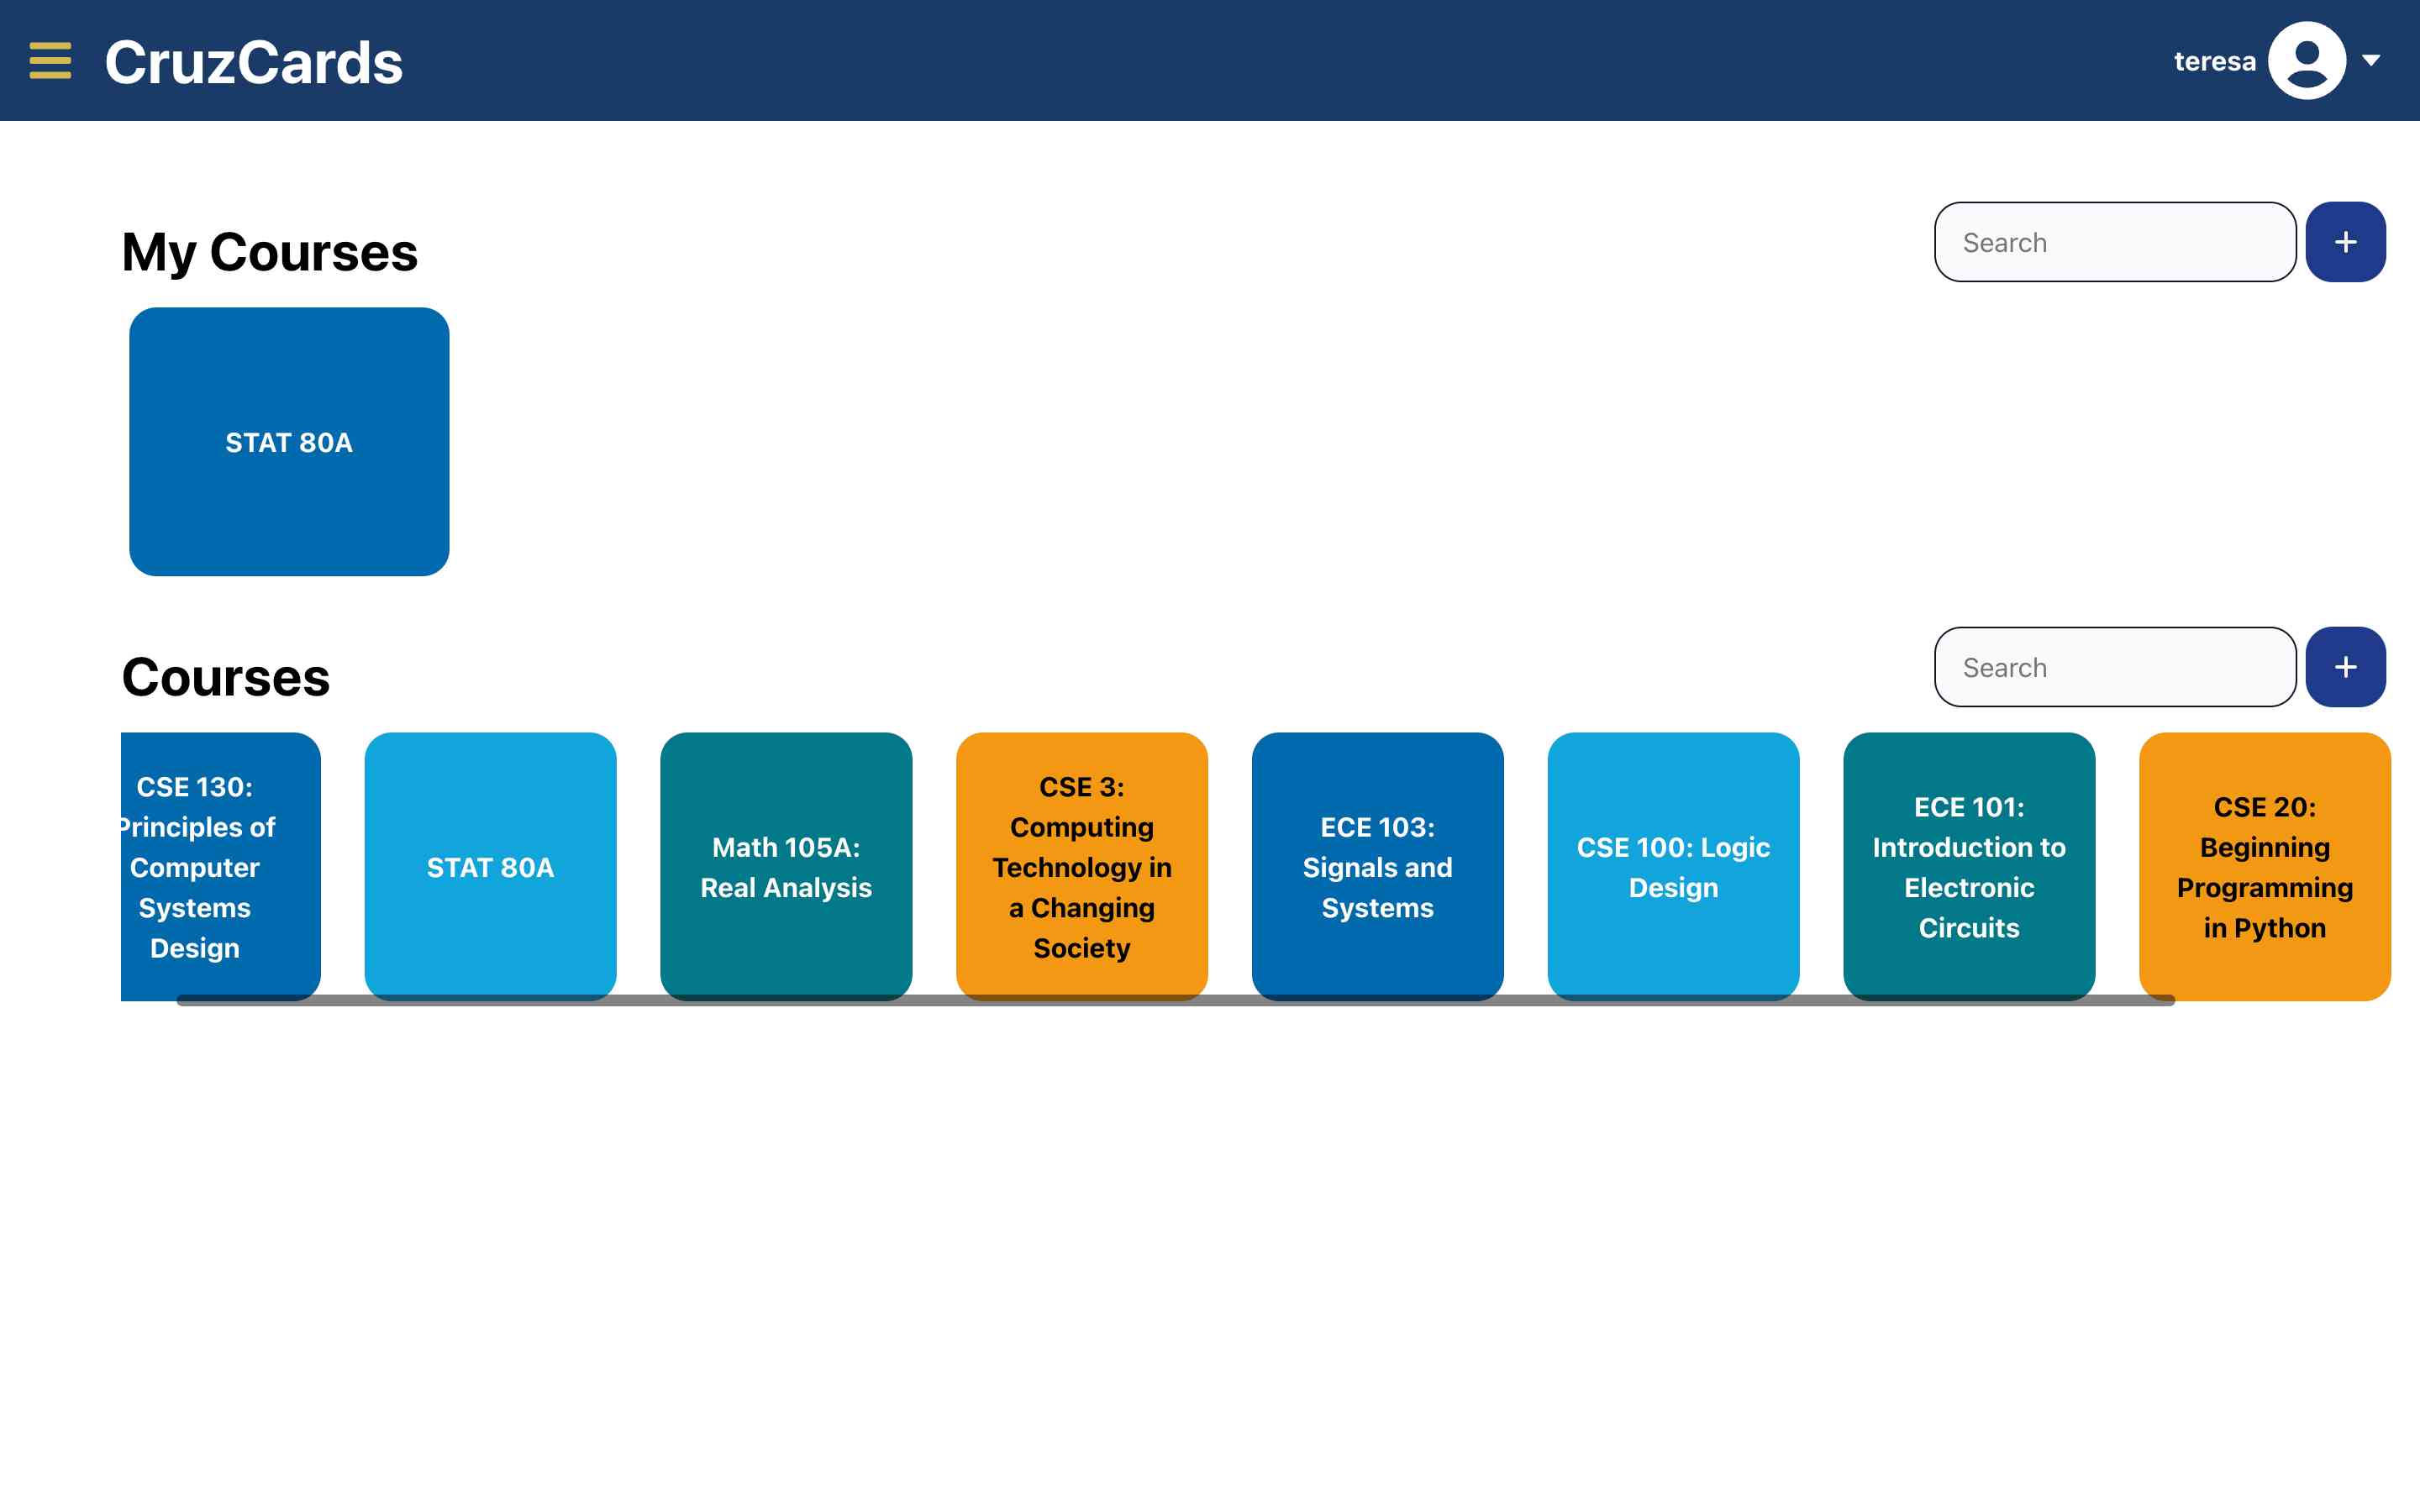 CruzCards
teresa
My Courses
Search
+
STAT 80A
Courses
Search
+
CSE 130:
Principles of
Computer
Systems
Design
STAT 80A
Math 105A:
Real Analysis
CSE 3:
Computing
Technology in
a Changing
Society
ECE 103:
Signals and
Systems
CSE 100: Logic
Design
ECE 101:
Introduction to
Electronic
Circuits
CSE 20:
Beginning
Programming
in Python